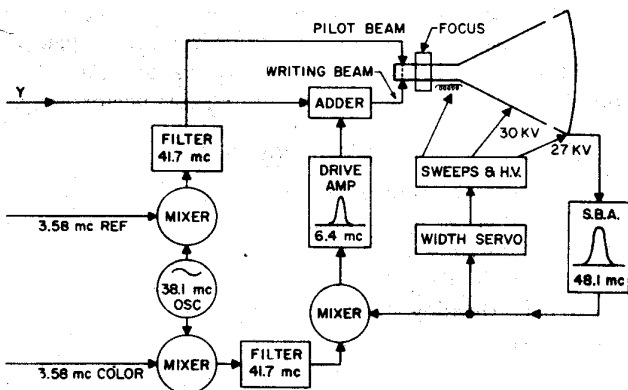 PILOT BEAM
FOCUS
WRITING BEAM
Y
ADDER
30 KV
27 KV
FILTER
41.7 mc
DRIVE
AMP
6.4 mc
SWEEPS & H.V.
S.B.A.
48.1 mc
MIXER
3.58 mc REF
WIDTH SERVO
38.1 mc
OSC
MIXER
3.58 mc COLOR
MIXER
FILTER
41.7 mc